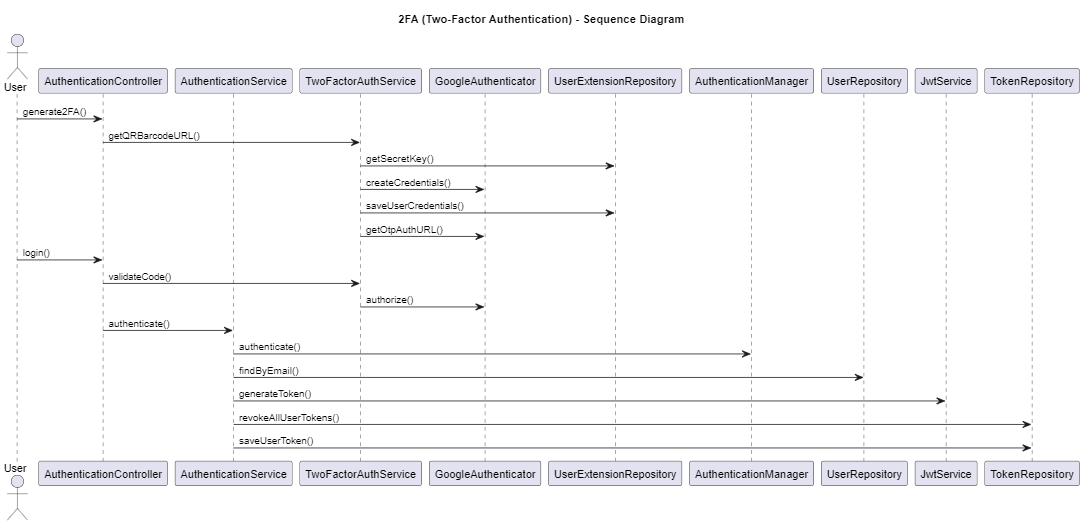 2FA (Two-Factor Authentication) - Sequence Diagram
User
AuthenticationController
AuthenticationService
TwoFactorAuthService
GoogleAuthenticator
UserExtensionRepository
AuthenticationManager
UserRepository
JwtService
TokenRepository
generate2FA()
getQRBarcodeURL()
getSecretKey()
createCredentials()
saveUserCredentials()
getOtpAuthURL()
login()
validateCode()
authorize()
authenticate()
authenticate()
findByEmail()
generateToken()
revokeAllUserTokens()
saveUserToken()
User
AuthenticationController
AuthenticationService
TwoFactorAuthService
GoogleAuthenticator
UserExtensionRepository
AuthenticationManager
UserRepository
JwtService
TokenRepository